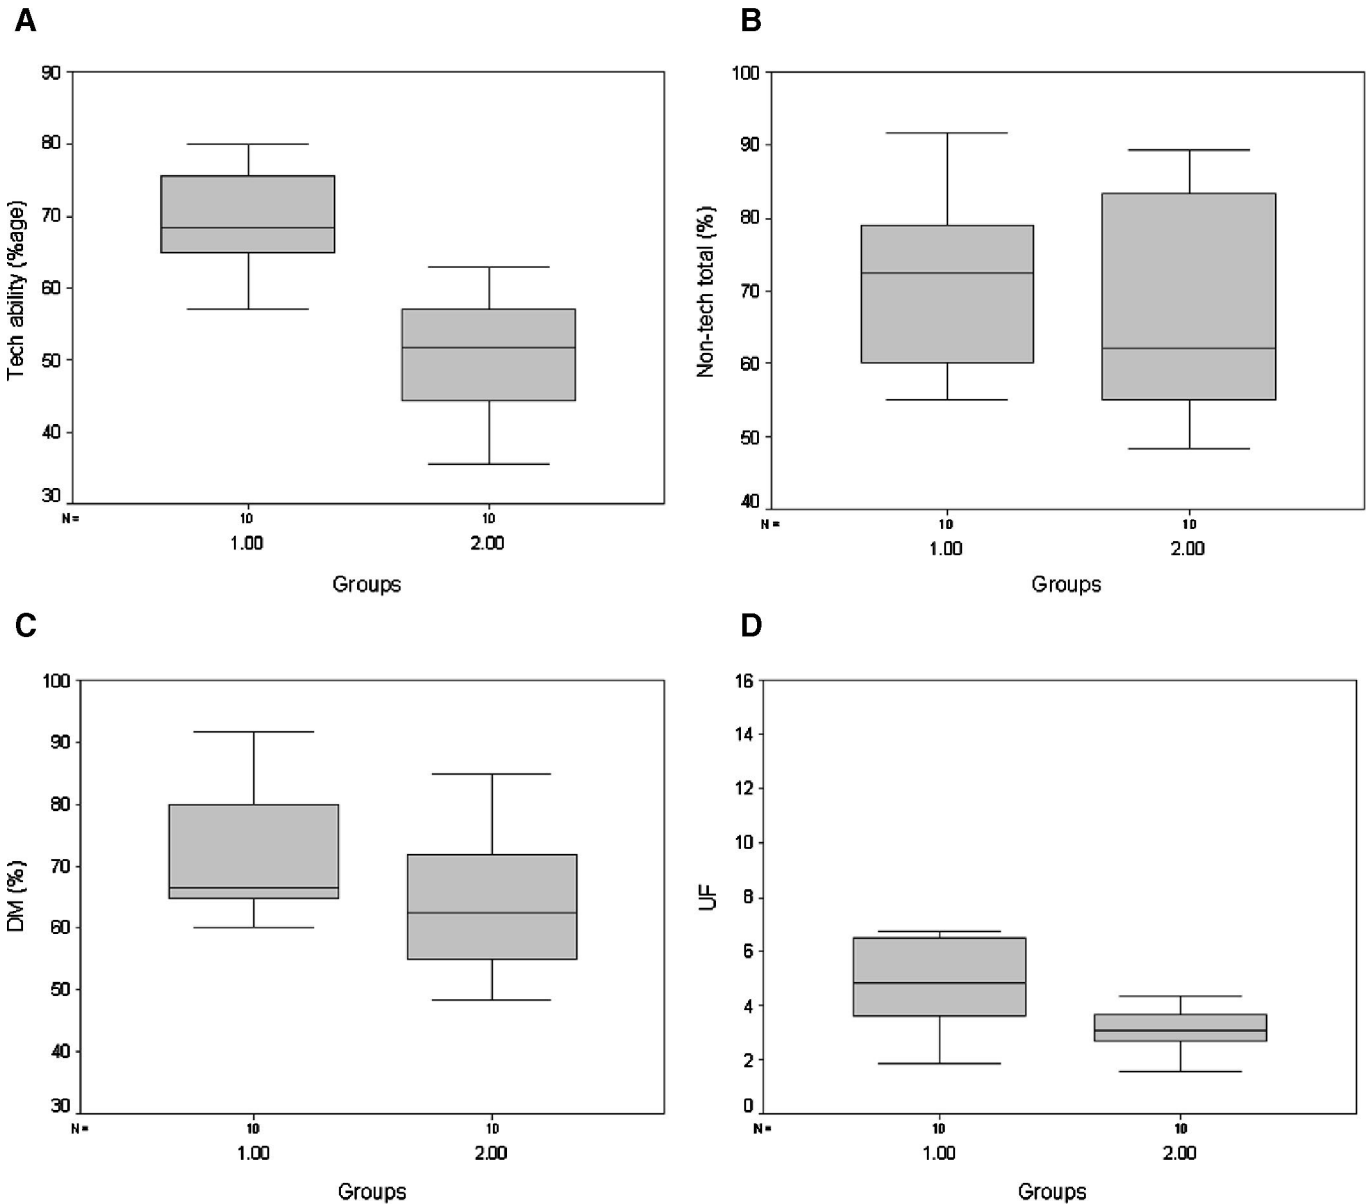 A
90
80
70
60
50
40
30
Tech ability (%age)
N = 10 10
1.00 2.00
Groups
B
100
90
80
70
60
50
40
Non-tech total (%)
N = 10 10
1.00 2.00
Groups
C
100
90
80
70
60
50
40
30
DM (%)
N = 10 10
1.00 2.00
Groups
D
16
14
12
10
8
6
4
2
0
UF
N = 10 10
1.00 2.00
Groups